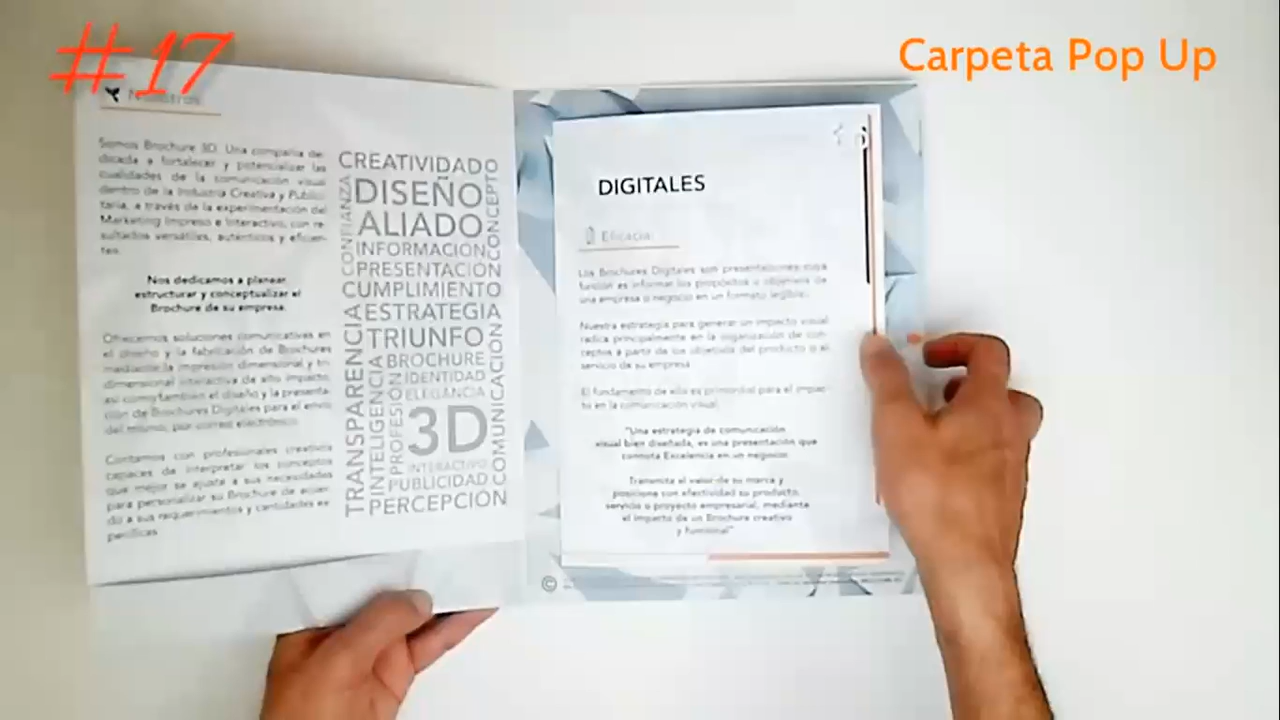 #17
Carpeta Pop Up
Nosotros
Somos Brochure 3D. Una compañía de-
dicada a fortalecer y potencializar las
cualidades de la comunicación visual
dentro de la Industria Creativa y Publici-
taria, a través de la experimentación del
Marketing Impreso e Interactivo, con re-
sultados versátiles, auténticos y eficien-
tes.
Nos dedicamos a planear
estructurar y conceptualizar el
Brochure de su empresa.
Ofrecemos soluciones comunicativas en
el diseño y la fabricación de Brochures
mediante la impresión dimensional y tri-
dimensional interactiva de alto impacto,
así como también el diseño y la presenta-
ción de Brochures Digitales para el envío
del mismo, por correo electrónico.
Contamos con profesionales creativos
capaces de interpretar los conceptos
que mejor se ajuste a sus necesidades
para personalizar su Brochure de acuer-
do a sus requerimientos y cantidades es-
pecíficas.
CREATIVIDAD
DISEÑO
ALIADO
INFORMACION
PRESENTACION
CUMPLIMIENTO
ESTRATEGIA
TRIUNFO
BROCHURE
IDENTIDAD
ELEGANCIA
3D
INTERACTIVO
PUBLICIDAD
PERCEPCION
CONFIANZA
TRANSPARENCIA
INTELIGENCIA
PROFESION
CONCEPTO
COMUNICACION
DIGITALES
Eficacia
Los Brochures Digitales son presentaciones cuya
función es informar los propósitos u objetivos de
una empresa o negocio en un formato legible.
Nuestra estrategia para generar un impacto visual
radica principalmente en la organización de con-
ceptos a partir de los objetivos del producto o el
servicio de su empresa.
El fundamento de ello es primordial para el impac-
to en la comunicación visual.
"Una estrategia de comunicación
visual bien diseñada, es una presentación que
connota Excelencia en un negocio.
Transmita el valor de su marca y
posicione con efectividad su producto,
servicio o proyecto empresarial, mediante
el impacto de un Brochure creativo
y funcional"
©